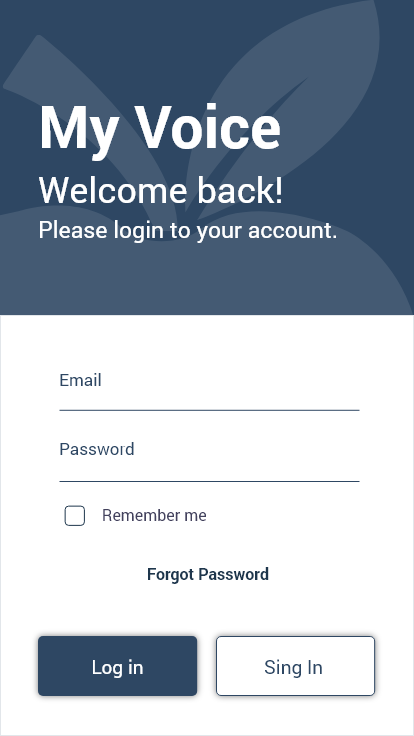 My Voice
Welcome back!
Please login to your account.
Email
Password
Remember me
Forgot Password
Log in
Sing In